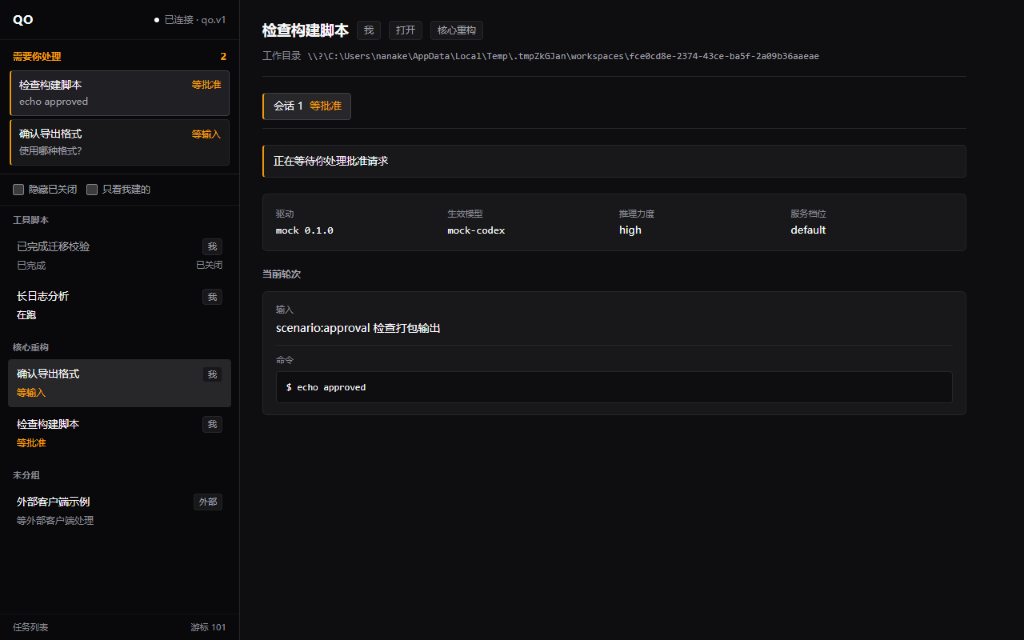 QO
已连接 · qo.v1
需要你处理 2
检查构建脚本 等批准
echo approved
确认导出格式 等输入
使用哪种格式?
隐藏已关闭 只看我建的
工具脚本
已完成迁移校验 我
已完成 已关闭
长日志分析 我
在跑
核心重构
确认导出格式 我
等输入
检查构建脚本 我
等批准
未分组
外部客户端示例 外部
等外部客户端处理
任务列表 游标 101
检查构建脚本 我 打开 核心重构
工作目录 \\?\C:\Users\nanake\AppData\Local\Temp\.tmpZkGJan\workspaces\fce0cd8e-2374-43ce-ba5f-2a09b36aaeae
会话 1 等批准
正在等待你处理批准请求
驱动 生效模型 推理力度 服务档位
mock 0.1.0 mock-codex high default
当前轮次
输入
scenario:approval 检查打包输出
命令
$ echo approved